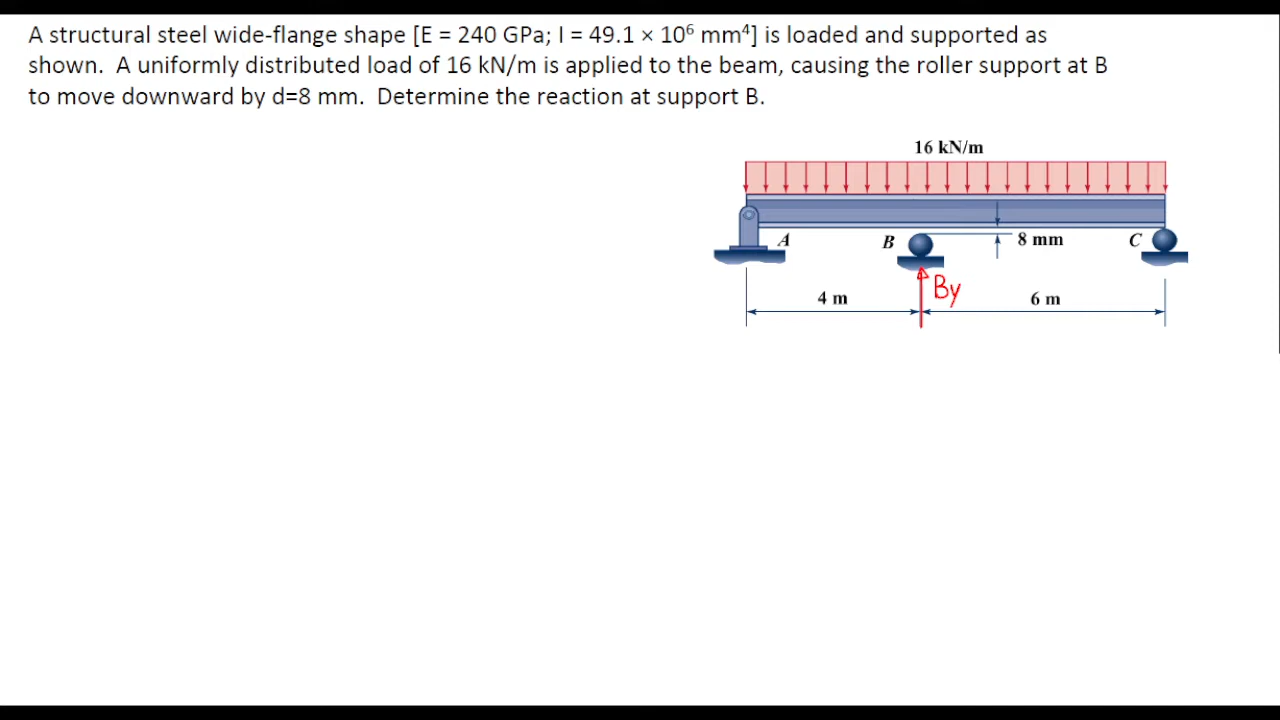 A structural steel wide-flange shape [E = 240 GPa; I = 49.1 × 10⁶ mm⁴] is loaded and supported as
shown. A uniformly distributed load of 16 kN/m is applied to the beam, causing the roller support at B
to move downward by d=8 mm. Determine the reaction at support B.
16 kN/m
A
B
8 mm
C
By
4 m
6 m